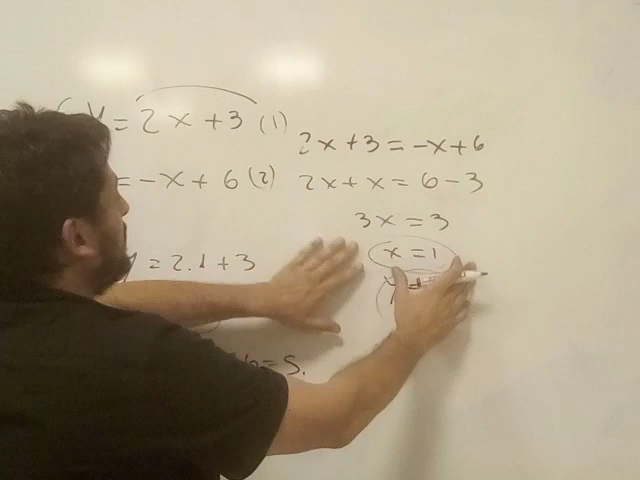 y = 2x + 3 (1)
= -x + 6 (2)
y = 2.1 + 3
= 5.
2x + 3 = -x + 6
2x + x = 6 - 3
3x = 3
x = 1